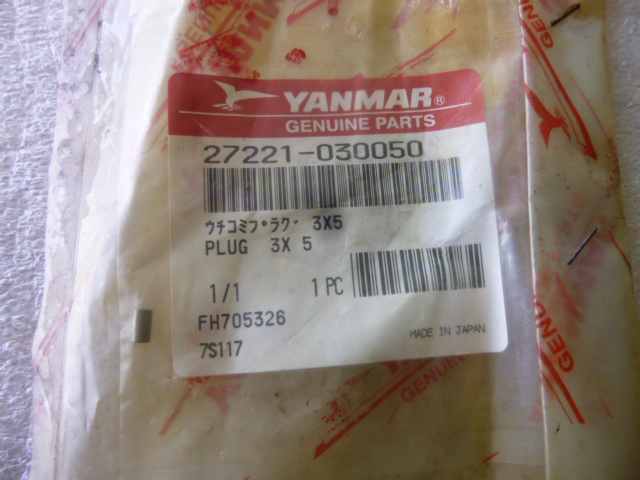 YANMAR®
GENUINE PARTS
27221-030050
ウチコミプラグ 3X5
PLUG 3X 5
1/1 1 PC
FH705326
MADE IN JAPAN
7S117